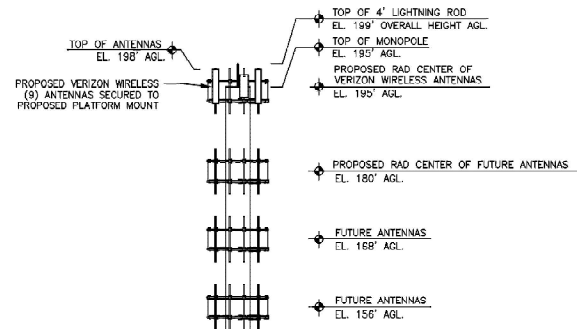 TOP OF 4' LIGHTNING ROD
EL. 199' OVERALL HEIGHT AGL.
TOP OF ANTENNAS
EL. 198' AGL.
TOP OF MONOPOLE
EL. 195' AGL.
PROPOSED RAD CENTER OF
VERIZON WIRELESS ANTENNAS
EL. 195' AGL.
PROPOSED VERIZON WIRELESS
(9) ANTENNAS SECURED TO
PROPOSED PLATFORM MOUNT
PROPOSED RAD CENTER OF FUTURE ANTENNAS
EL. 180' AGL.
FUTURE ANTENNAS
EL. 168' AGL.
FUTURE ANTENNAS
EL. 156' AGL.